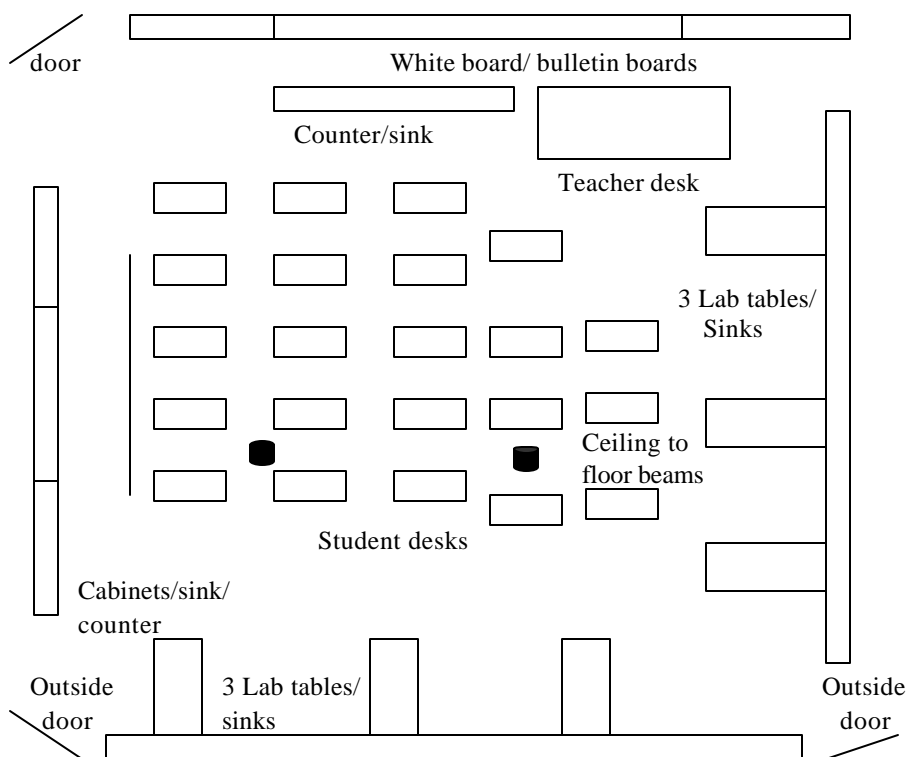 door
White board/ bulletin boards
Counter/sink
Teacher desk
3 Lab tables/
Sinks
Ceiling to
floor beams
Student desks
Cabinets/sink/
counter
Outside
door
3 Lab tables/
sinks
Outside
door